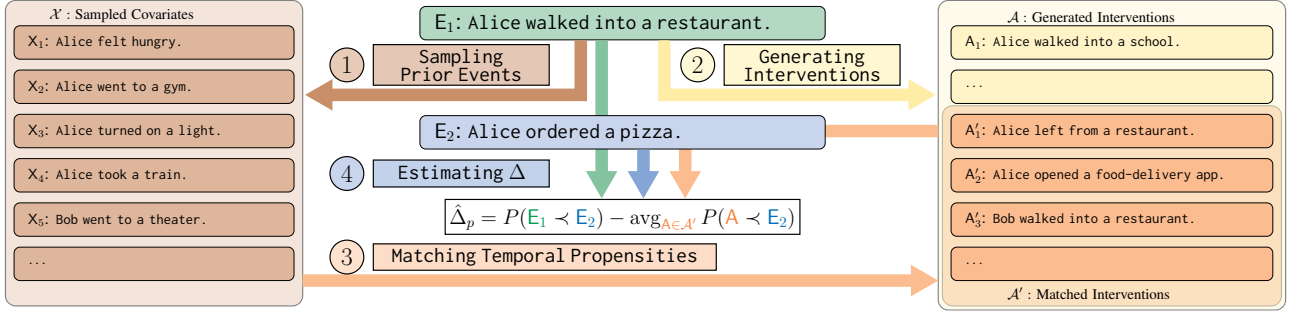 𝒳 : Sampled Covariates
X₁: Alice felt hungry.
X₂: Alice went to a gym.
X₃: Alice turned on a light.
X₄: Alice took a train.
X₅: Bob went to a theater.
...
E₁: Alice walked into a restaurant.
1
Sampling
Prior Events
2
Generating
Interventions
E₂: Alice ordered a pizza.
4
Estimating Δ
Δ̂ₚ = P(E₁ ≺ E₂) − avg_{A∈𝒜′} P(A ≺ E₂)
3
Matching Temporal Propensities
𝒜 : Generated Interventions
A₁: Alice walked into a school.
...
A′₁: Alice left from a restaurant.
A′₂: Alice opened a food-delivery app.
A′₃: Bob walked into a restaurant.
...
𝒜′ : Matched Interventions